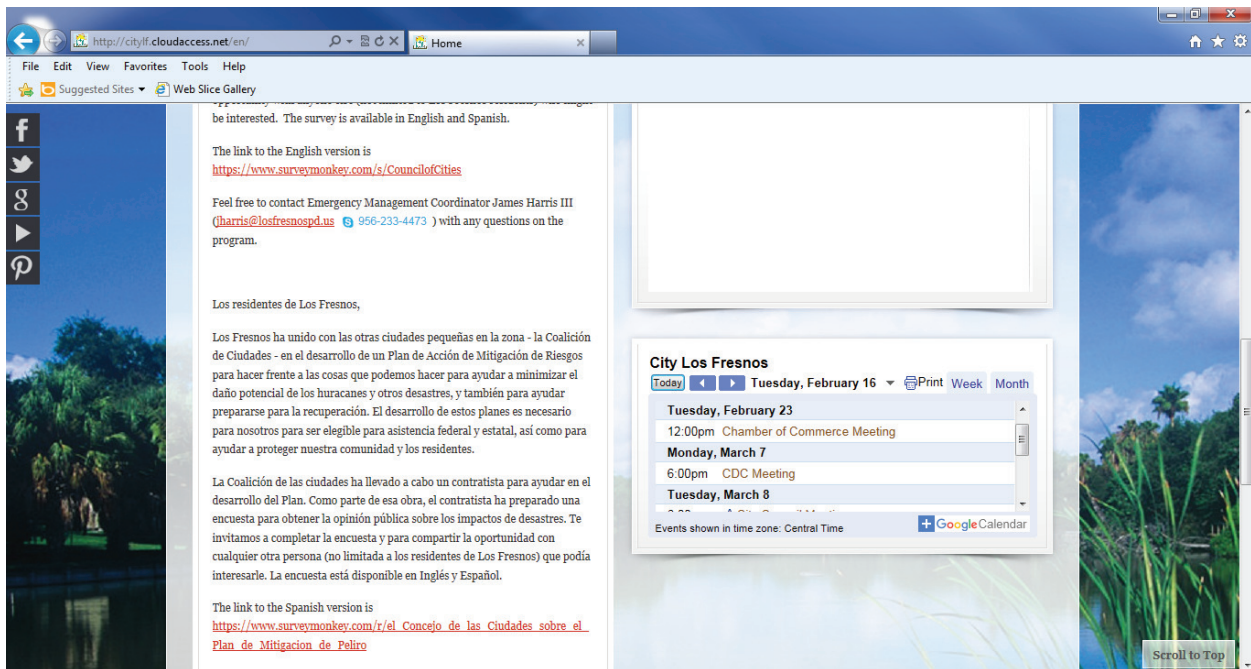 http://citylf.cloudaccess.net/en/
Home
File Edit View Favorites Tools Help
Suggested Sites Web Slice Gallery
be interested. The survey is available in English and Spanish.
The link to the English version is
https://www.surveymonkey.com/s/CouncilofCities
Feel free to contact Emergency Management Coordinator James Harris III
(jharris@losfresnospd.us 956-233-4473 ) with any questions on the
program.
Los residentes de Los Fresnos,
Los Fresnos ha unido con las otras ciudades pequeñas en la zona - la Coalición
de Ciudades - en el desarrollo de un Plan de Acción de Mitigación de Riesgos
para hacer frente a las cosas que podemos hacer para ayudar a minimizar el
daño potencial de los huracanes y otros desastres, y también para ayudar
prepararse para la recuperación. El desarrollo de estos planes es necesario
para nosotros para ser elegible para asistencia federal y estatal, así como para
ayudar a proteger nuestra comunidad y los residentes.
La Coalición de las ciudades ha llevado a cabo un contratista para ayudar en el
desarrollo del Plan. Como parte de esa obra, el contratista ha preparado una
encuesta para obtener la opinión pública sobre los impactos de desastres. Te
invitamos a completar la encuesta y para compartir la oportunidad con
cualquier otra persona (no limitada a los residentes de Los Fresnos) que podía
interesarle. La encuesta está disponible en Inglés y Español.
The link to the Spanish version is
https://www.surveymonkey.com/r/el_Concejo_de_las_Ciudades_sobre_el_
Plan_de_Mitigacion_de_Peliro
City Los Fresnos
Today Tuesday, February 16 Print Week Month
Tuesday, February 23
12:00pm Chamber of Commerce Meeting
Monday, March 7
6:00pm CDC Meeting
Tuesday, March 8
Events shown in time zone: Central Time
+ Google Calendar
Scroll to Top